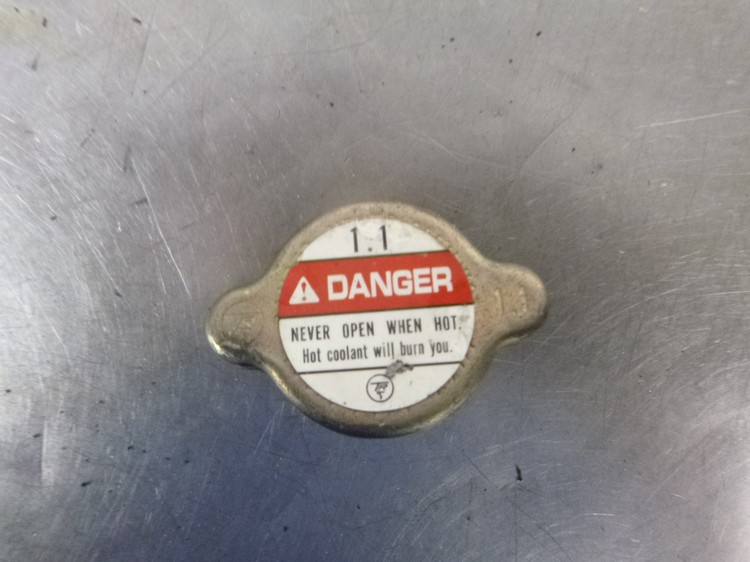 1.1
DANGER
NEVER OPEN WHEN HOT.
Hot coolant will burn you.